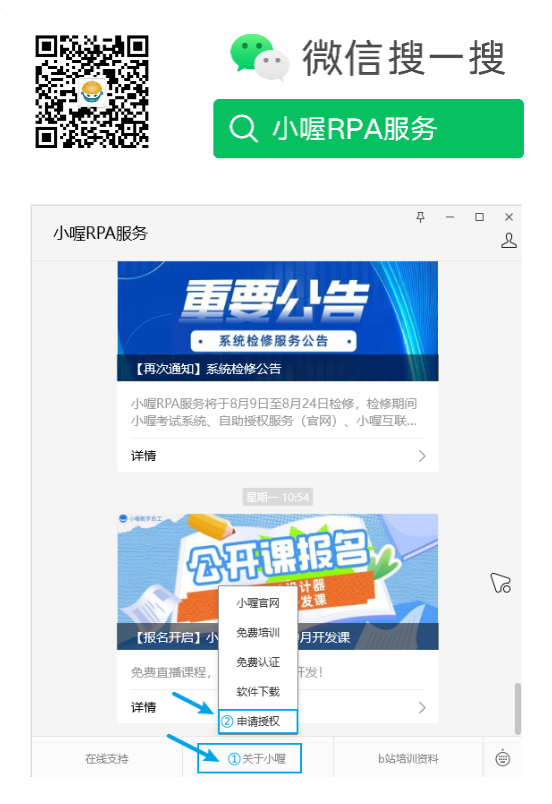 微信搜一搜
小喔RPA服务
小喔RPA服务
重要公告
· 系统检修服务公告 ·
【再次通知】系统检修公告
小喔RPA服务将于8月9日至8月24日检修，检修期间
小喔考试系统、自助授权服务（官网）、小喔互联...
详情
星期一 10:54
小喔数字员工
公开课报名
设计器
发课
【报名开启】小
月开发课
免费直播课程，
开发！
详情
小喔官网
免费培训
免费认证
软件下载
② 申请授权
在线支持
①关于小喔
b站培训资料